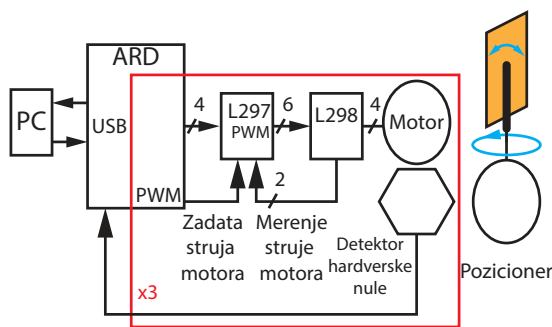 ARD
PC
USB
4
L297
PWM
6
L298
4
Motor
PWM
2
Zadata
struja
motora
Merenje
struje
motora
Detektor
hardverske
nule
x3
Pozicioner